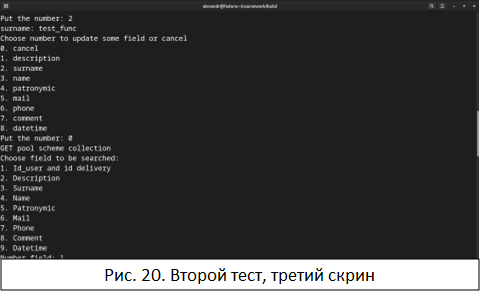 alexandr@fedora:~/coursework/build
Put the number: 2
surname: test_func
Choose number to update some field or cancel
0. cancel
1. description
2. surname
3. name
4. patronymic
5. mail
6. phone
7. comment
8. datetime
Put the number: 0
GET pool scheme collection
Choose field to be searched:
1. Id_user and id delivery
2. Description
3. Surname
4. Name
5. Patronymic
6. Mail
7. Phone
8. Comment
9. Datetime
Number field: 1
Рис. 20. Второй тест, третий скрин